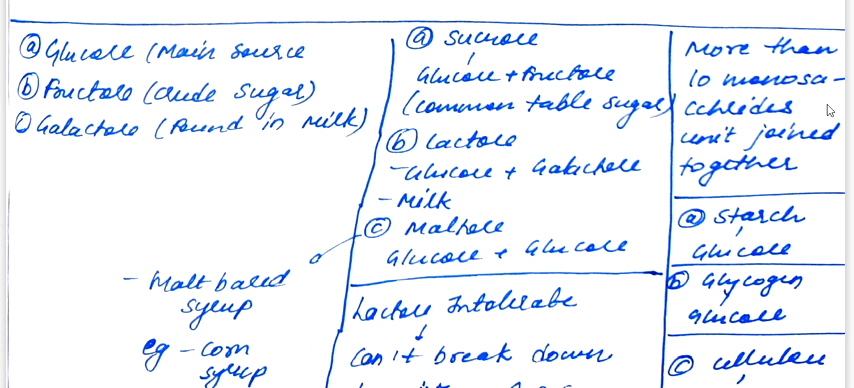 ⓐ Glucose (Main source
ⓑ Fructose (crude sugar)
ⓒ Galactose (found in milk)
- Malt based
syrup
eg - corn
syrup
ⓐ Sucrose
Glucose + fructose
(common table sugar)
ⓑ Lactose
- Glucose + Galactose
- Milk
ⓒ Maltose
Glucose + Glucose
Lactose Intolerate
↓
Can't break down
More than
10 monosa-
cchrides
unit joined
together
ⓐ Starch
Glucose
ⓑ Glycogen
Glucose
ⓒ cellulose